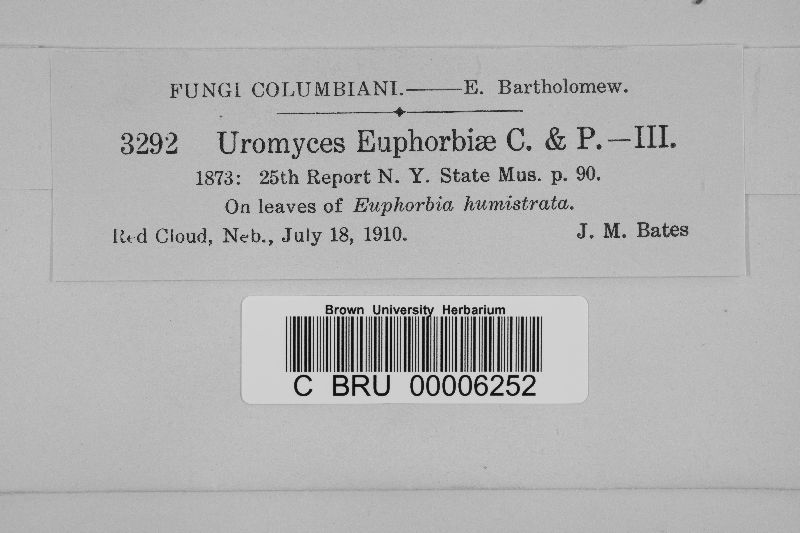 FUNGI COLUMBIANI.——E. Bartholomew.
3292 Uromyces Euphorbiæ C. & P.—III.
1873: 25th Report N. Y. State Mus. p. 90.
On leaves of Euphorbia humistrata.
Red Cloud, Neb., July 18, 1910. J. M. Bates
Brown University Herbarium
C BRU 00006252